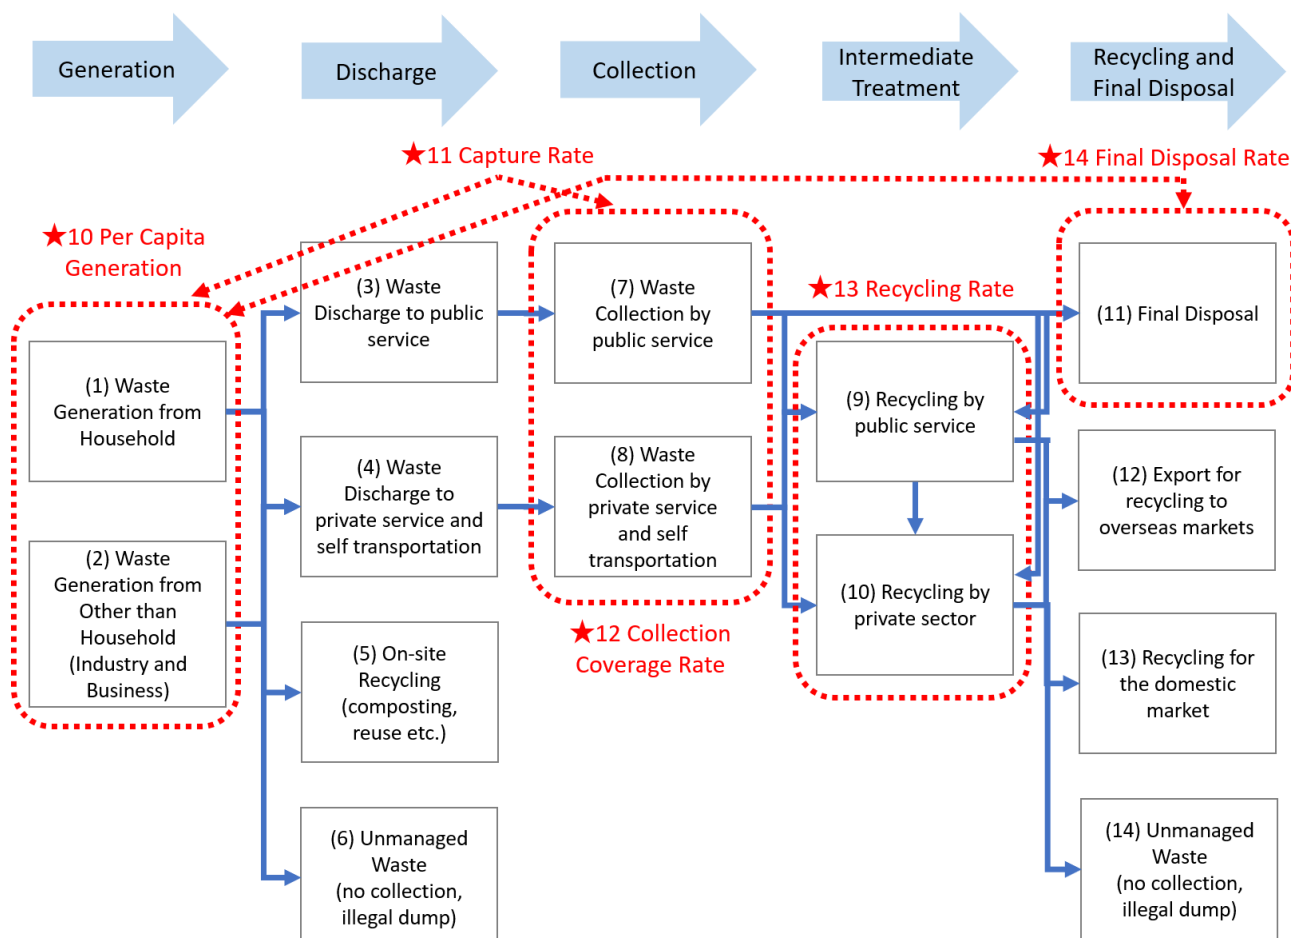 Generation
Discharge
Collection
Intermediate
Treatment
Recycling and
Final Disposal
★11 Capture Rate
★14 Final Disposal Rate
★10 Per Capita
Generation
★13 Recycling Rate
★12 Collection
Coverage Rate
(1) Waste
Generation from
Household
(2) Waste
Generation from
Other than
Household
(Industry and
Business)
(3) Waste
Discharge to public
service
(4) Waste
Discharge to
private service and
self transportation
(5) On-site
Recycling
(composting,
reuse etc.)
(6) Unmanaged
Waste
(no collection,
illegal dump)
(7) Waste
Collection by
public service
(8) Waste
Collection by
private service
and self
transportation
(9) Recycling by
public service
(10) Recycling by
private sector
(11) Final Disposal
(12) Export for
recycling to
overseas markets
(13) Recycling for
the domestic
market
(14) Unmanaged
Waste
(no collection,
illegal dump)